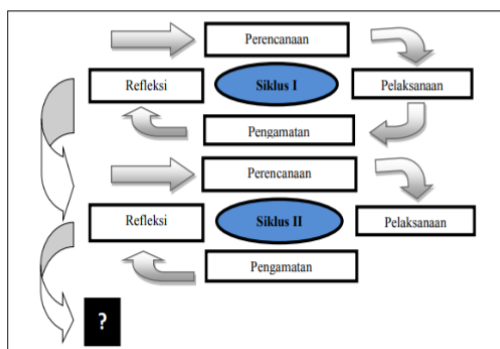 Perencanaan
Refleksi
Siklus I
Pelaksanaan
Pengamatan
Perencanaan
Refleksi
Siklus II
Pelaksanaan
Pengamatan
?